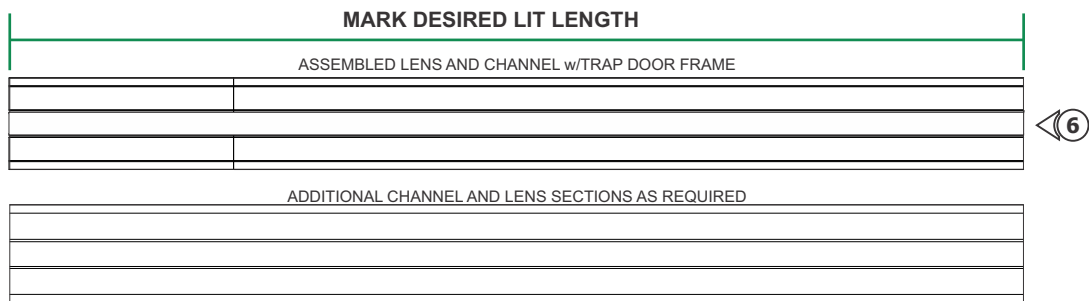 MARK DESIRED LIT LENGTH
ASSEMBLED LENS AND CHANNEL w/TRAP DOOR FRAME
6
ADDITIONAL CHANNEL AND LENS SECTIONS AS REQUIRED